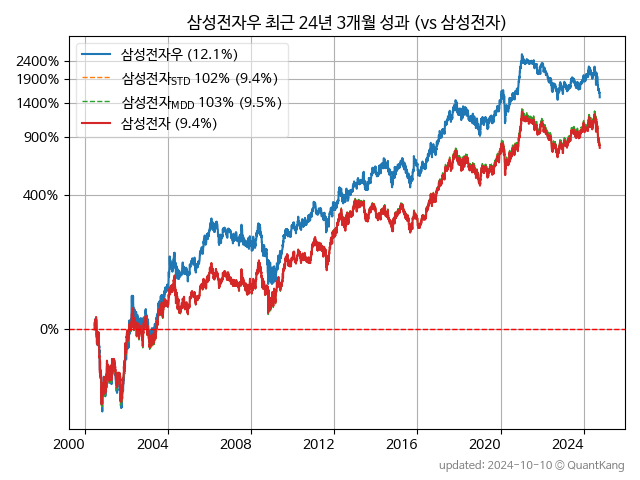 삼성전자우 최근 24년 3개월 성과 (vs 삼성전자)
삼성전자우 (12.1%)
삼성전자STD 102% (9.4%)
삼성전자MDD 103% (9.5%)
삼성전자 (9.4%)
2400%
1900%
1400%
900%
400%
0%
2000 2004 2008 2012 2016 2020 2024
updated: 2024-10-10 © QuantKang